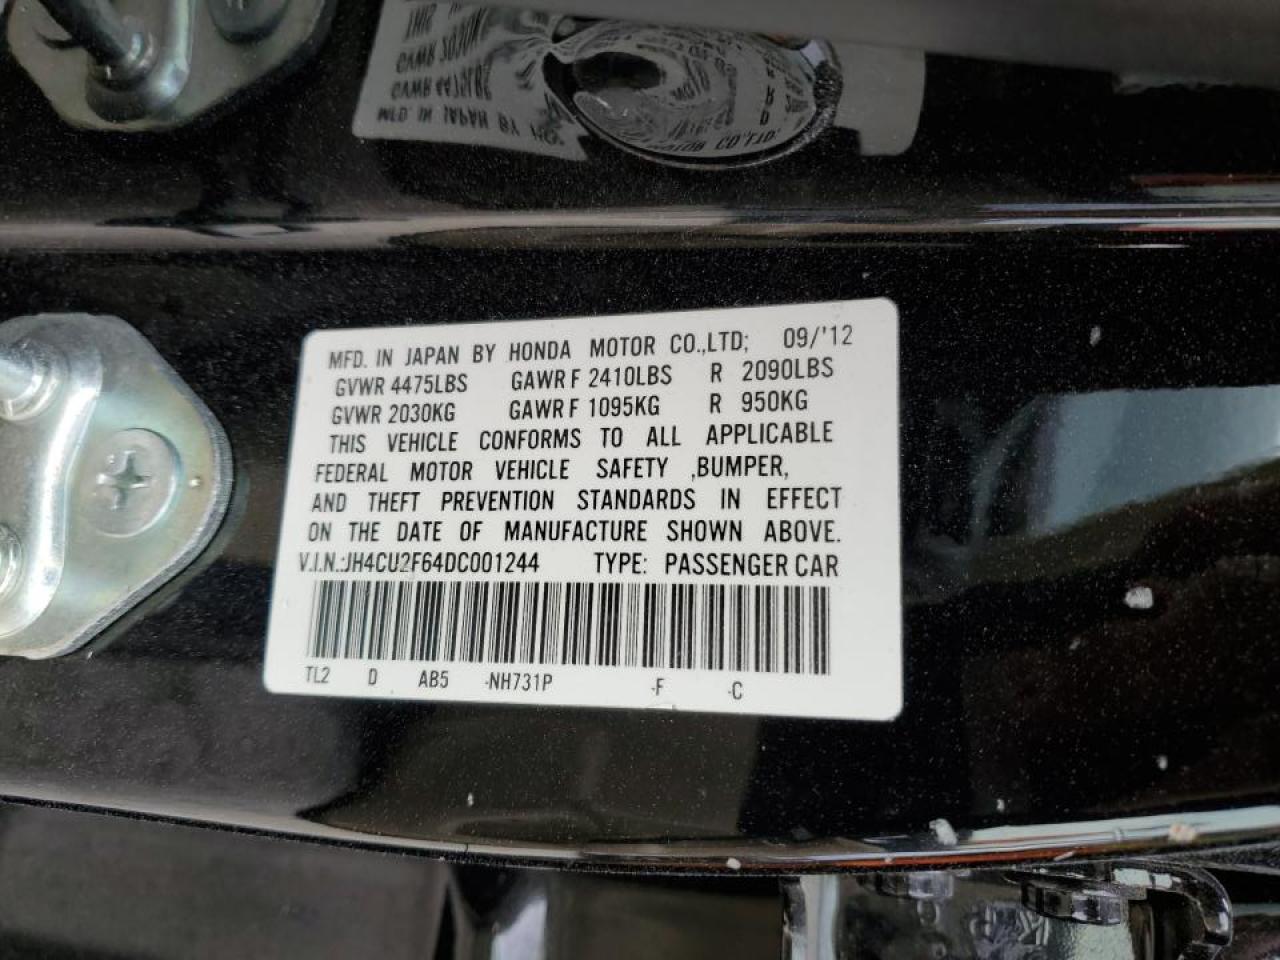 MFD. IN JAPAN BY HONDA MOTOR CO.,LTD; 09/'12
GVWR 4475LBS GAWR F 2410LBS R 2090LBS
GVWR 2030KG GAWR F 1095KG R 950KG
THIS VEHICLE CONFORMS TO ALL APPLICABLE
FEDERAL MOTOR VEHICLE SAFETY ,BUMPER,
AND THEFT PREVENTION STANDARDS IN EFFECT
ON THE DATE OF MANUFACTURE SHOWN ABOVE.
V.I.N.:JH4CU2F64DC001244 TYPE: PASSENGER CAR
TL2 D AB5 -NH731P -F -C